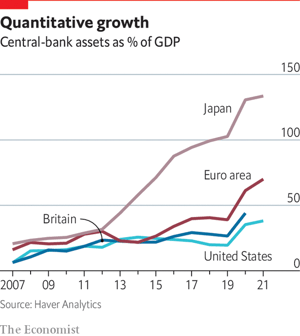 Quantitative growth
Central-bank assets as % of GDP
150
Japan
100
Euro area
Britain
50
United States
0
2007 09 11 13 15 17 19 21
Source: Haver Analytics
The Economist